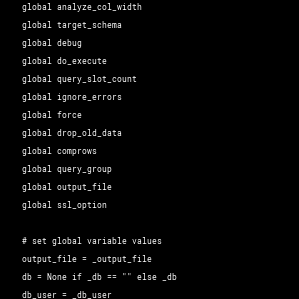 global analyze_col_width
global target_schema
global debug
global do_execute
global query_slot_count
global ignore_errors
global force
global drop_old_data
global comprows
global query_group
global output_file
global ssl_option
# set global variable values
output_file = _output_file
db = None if _db == "" else _db
db_user = _db_user